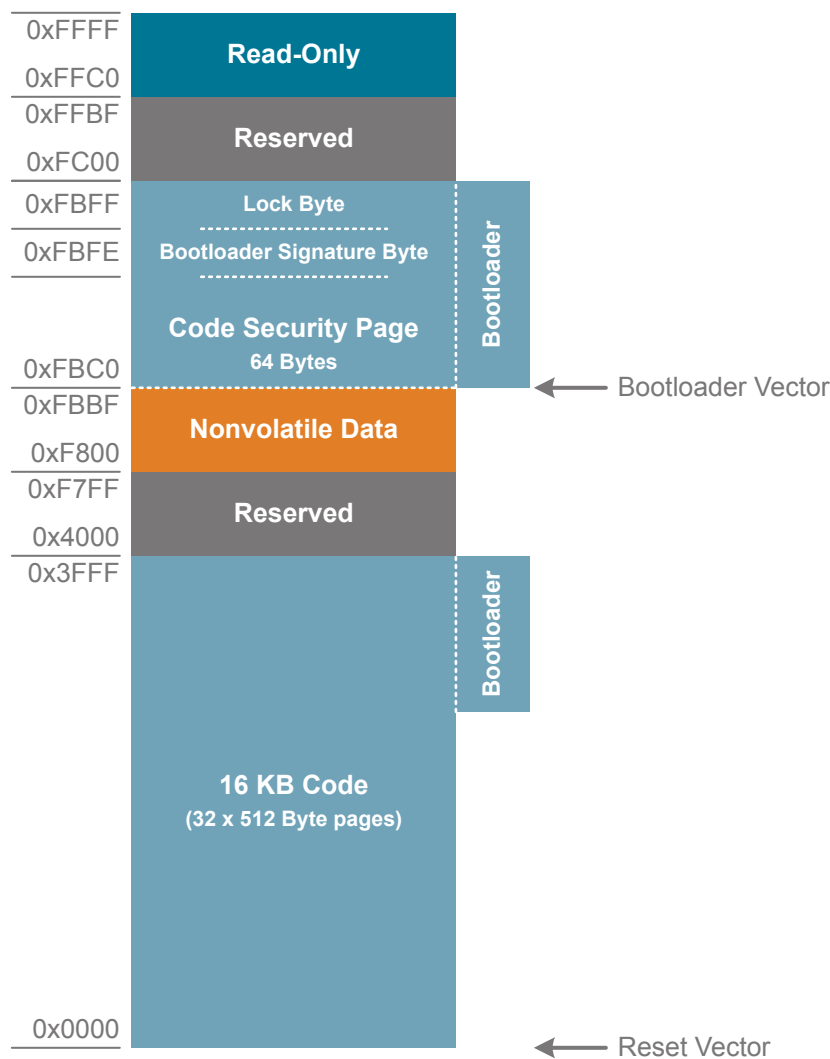 0xFFFF
Read-Only
0xFFC0
0xFFBF
Reserved
0xFC00
0xFBFF
Lock Byte
0xFBFE
Bootloader Signature Byte
Bootloader
Code Security Page
64 Bytes
0xFBC0
Bootloader Vector
0xFBBF
Nonvolatile Data
0xF800
0xF7FF
Reserved
0x4000
0x3FFF
Bootloader
16 KB Code
(32 x 512 Byte pages)
0x0000
Reset Vector